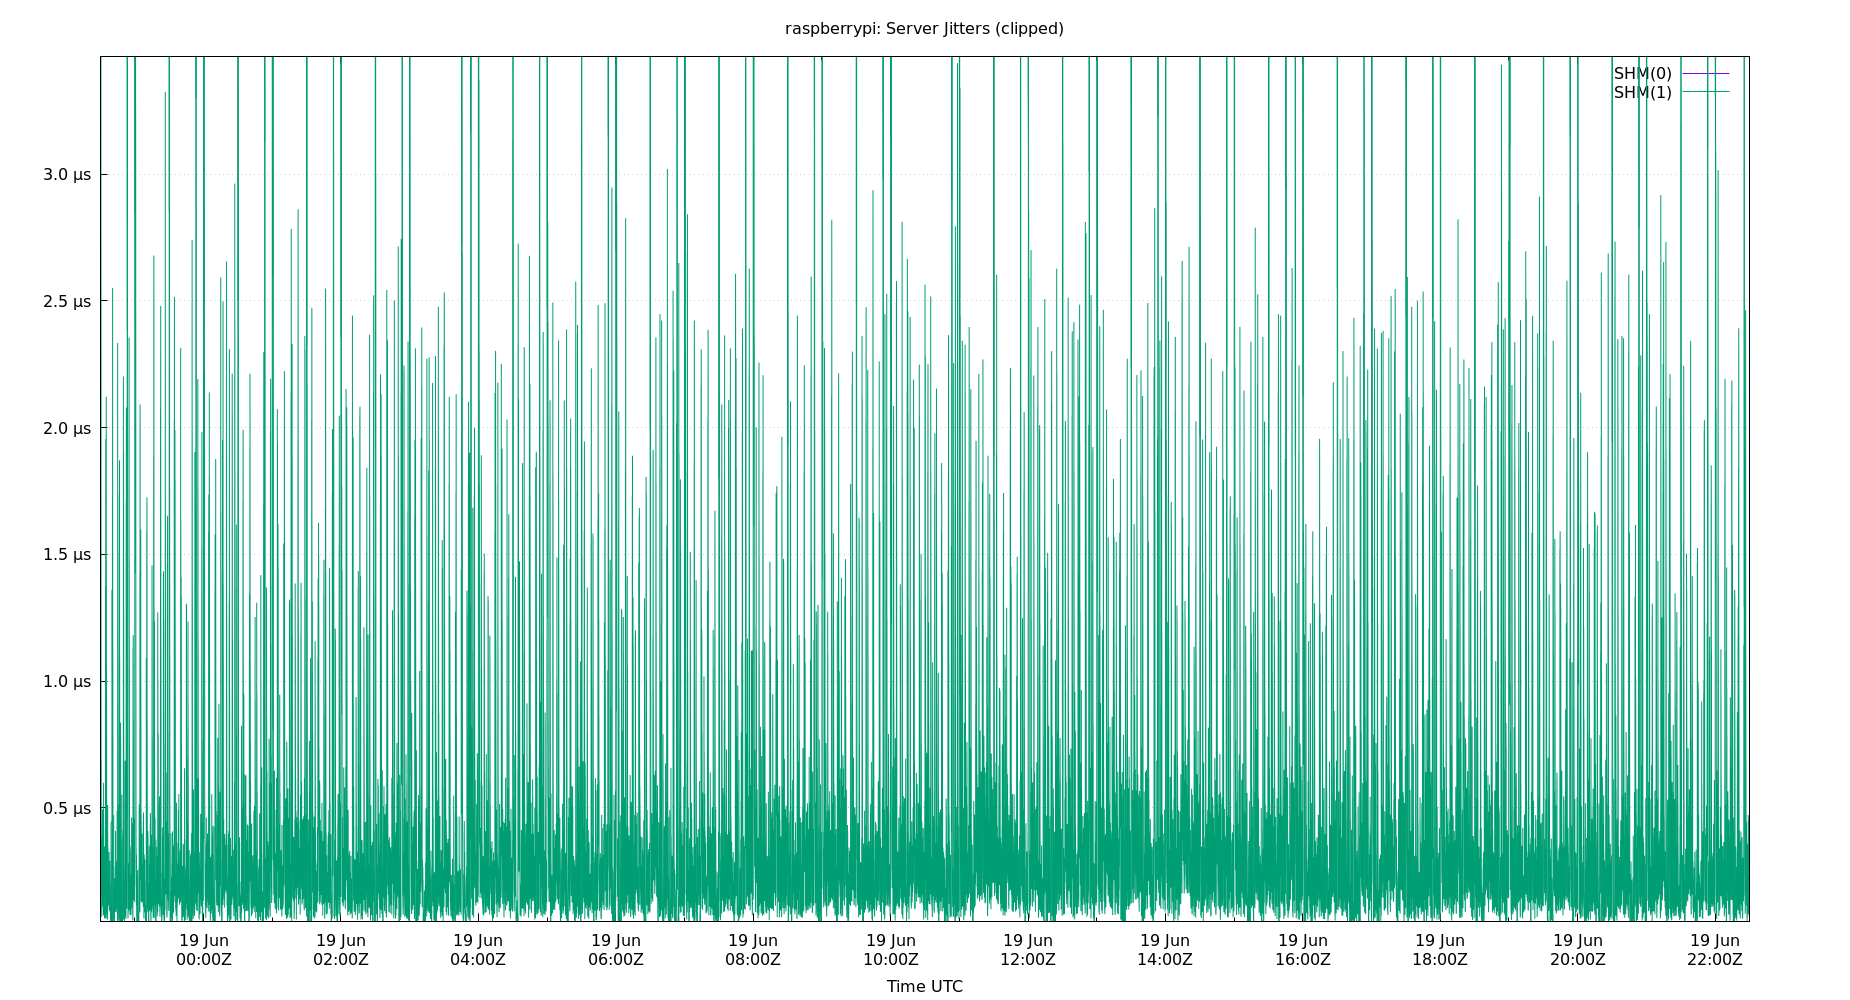 raspberrypi: Server Jitters (clipped)
SHM(0)
SHM(1)
3.0 µs
2.5 µs
2.0 µs
1.5 µs
1.0 µs
0.5 µs
19 Jun 19 Jun 19 Jun 19 Jun 19 Jun 19 Jun 19 Jun 19 Jun 19 Jun 19 Jun 19 Jun 19 Jun
00:00Z 02:00Z 04:00Z 06:00Z 08:00Z 10:00Z 12:00Z 14:00Z 16:00Z 18:00Z 20:00Z 22:00Z
Time UTC